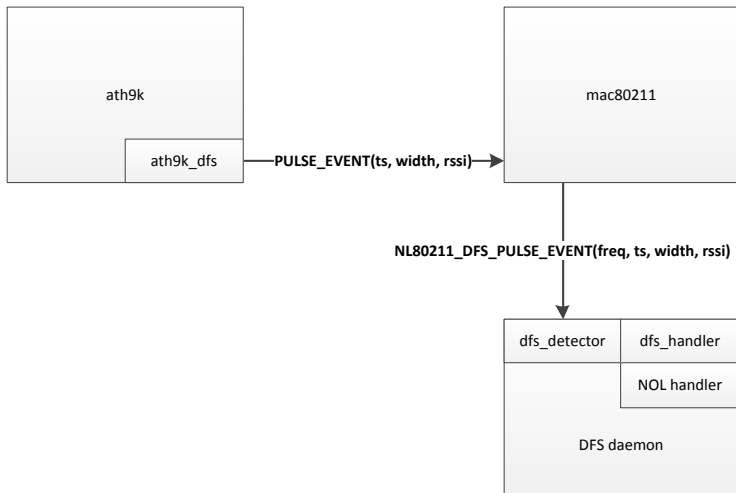 ath9k
mac80211
ath9k_dfs
PULSE_EVENT(ts, width, rssi)
NL80211_DFS_PULSE_EVENT(freq, ts, width, rssi)
dfs_detector
dfs_handler
NOL handler
DFS daemon